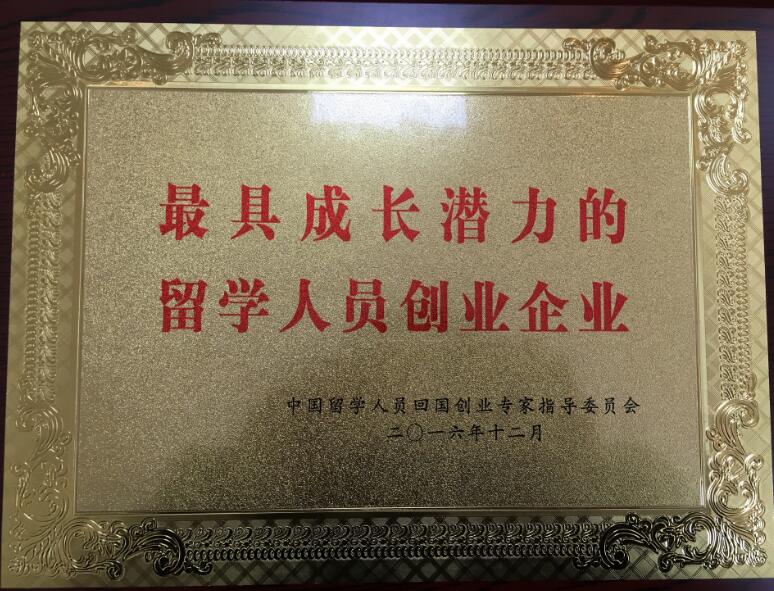 最具成长潜力的
留学人员创业企业
中国留学人员回国创业专家指导委员会
二〇一六年十二月